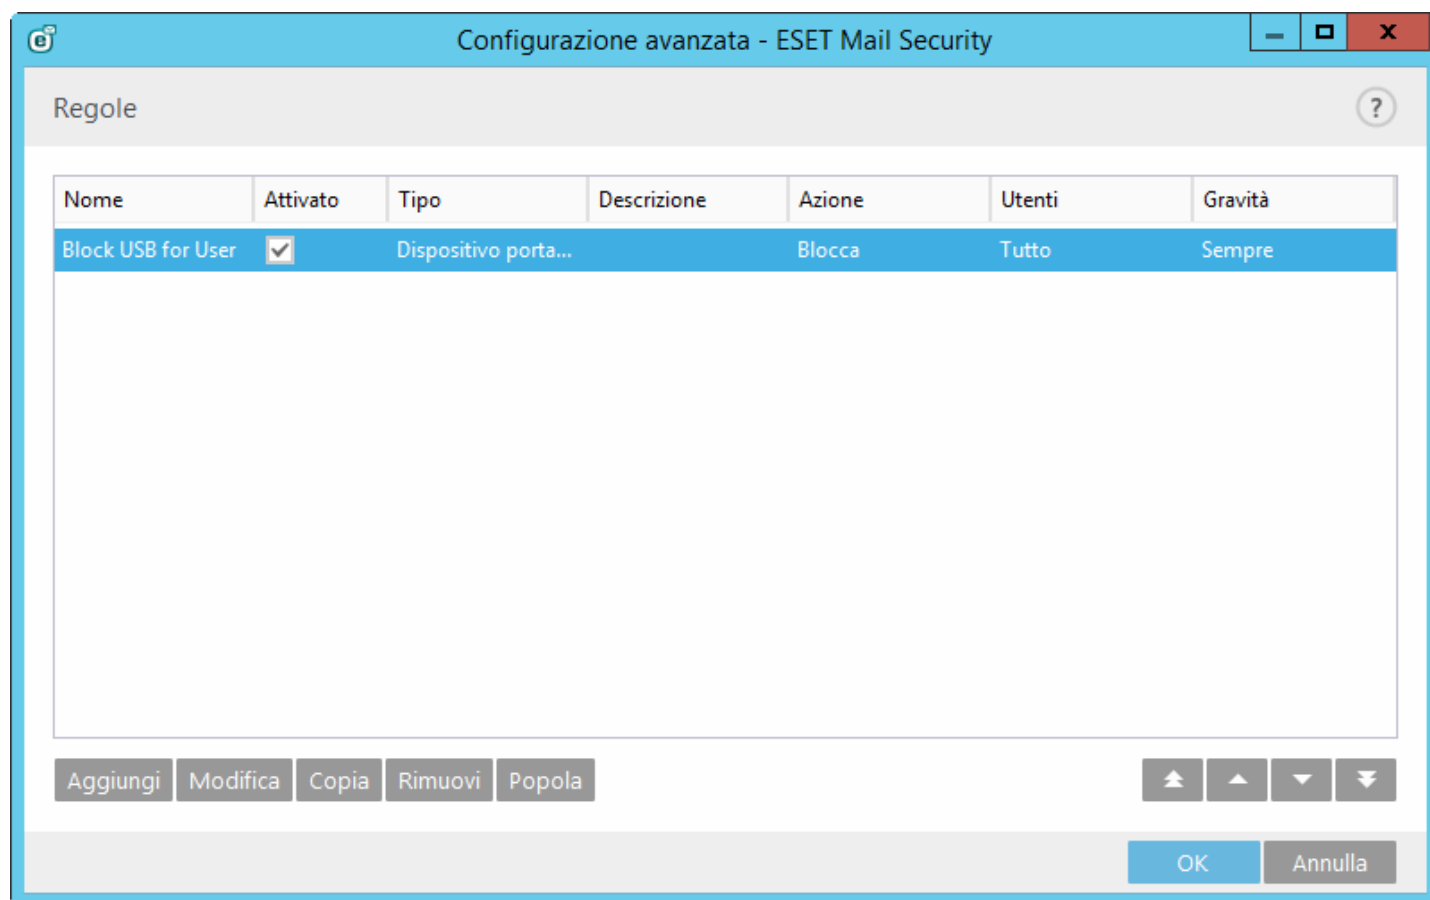 Configurazione avanzata - ESET Mail Security
Regole
?
Nome Attivato Tipo Descrizione Azione Utenti Gravità
Block USB for User Dispositivo porta... Blocca Tutto Sempre
Aggiungi Modifica Copia Rimuovi Popola
OK Annulla